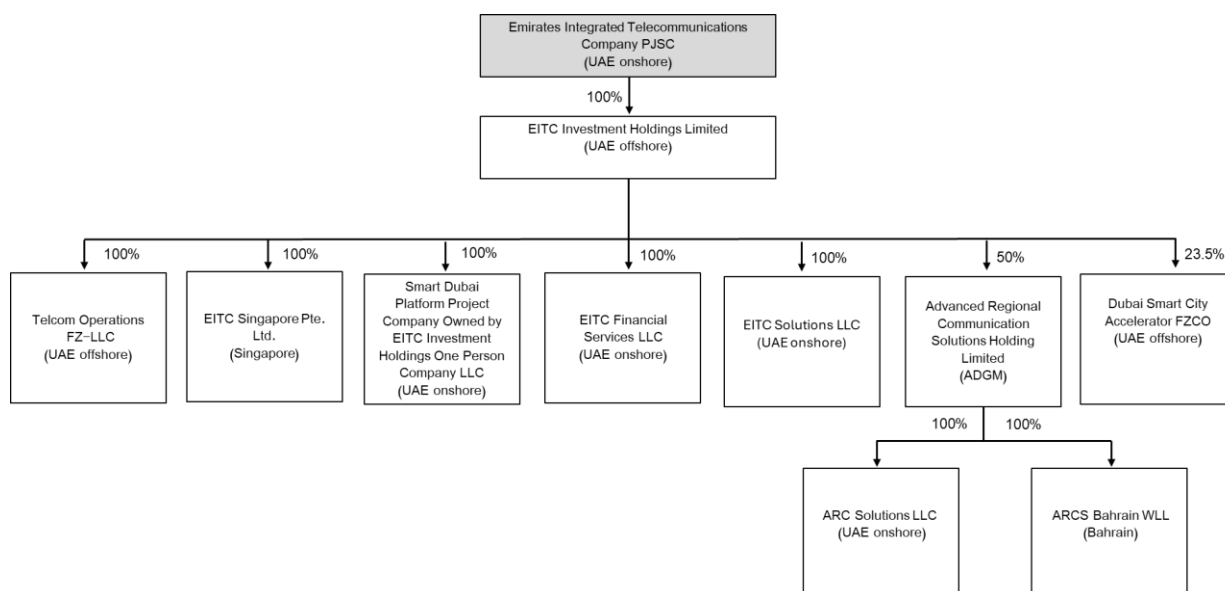 Emirates Integrated Telecommunications
Company PJSC
(UAE onshore)
100%
EITC Investment Holdings Limited
(UAE offshore)
100%
100%
100%
100%
100%
50%
23.5%
Telcom Operations
FZ-LLC
(UAE offshore)
EITC Singapore Pte.
Ltd.
(Singapore)
Smart Dubai
Platform Project
Company Owned by
EITC Investment
Holdings One Person
Company LLC
(UAE onshore)
EITC Financial
Services LLC
(UAE onshore)
EITC Solutions LLC
(UAE onshore)
Advanced Regional
Communication
Solutions Holding
Limited
(ADGM)
Dubai Smart City
Accelerator FZCO
(UAE offshore)
100%
100%
ARC Solutions LLC
(UAE onshore)
ARCS Bahrain WLL
(Bahrain)